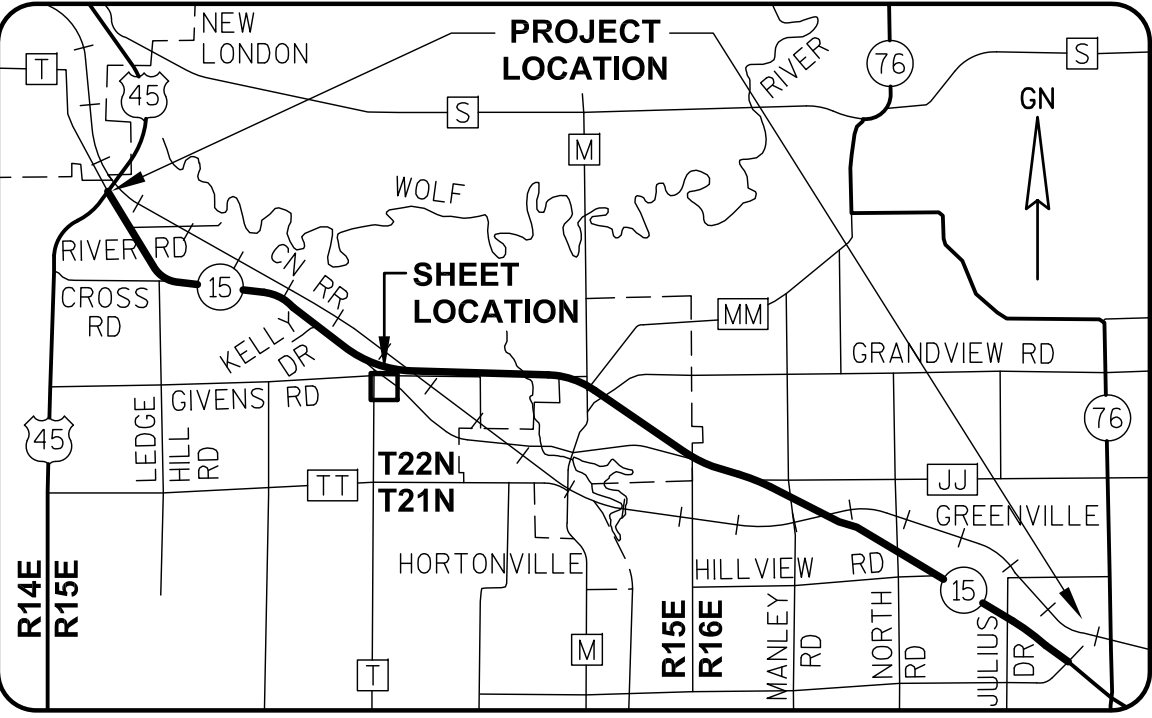 NEW
LONDON
PROJECT
LOCATION
RIVER
76
S
T
45
S
GN
M
WOLF
RIVER RD
CN RR
SHEET
LOCATION
15
CROSS
RD
MM
KELLY
DR
GRANDVIEW RD
GIVENS RD
LEDGE
HILL
RD
45
76
T22N
T21N
TT
JJ
GREENVILLE
HORTONVILLE
HILLVIEW RD
15
R14E
R15E
R15E
R16E
MANLEY
RD
NORTH
RD
JULIUS
DR
M
T